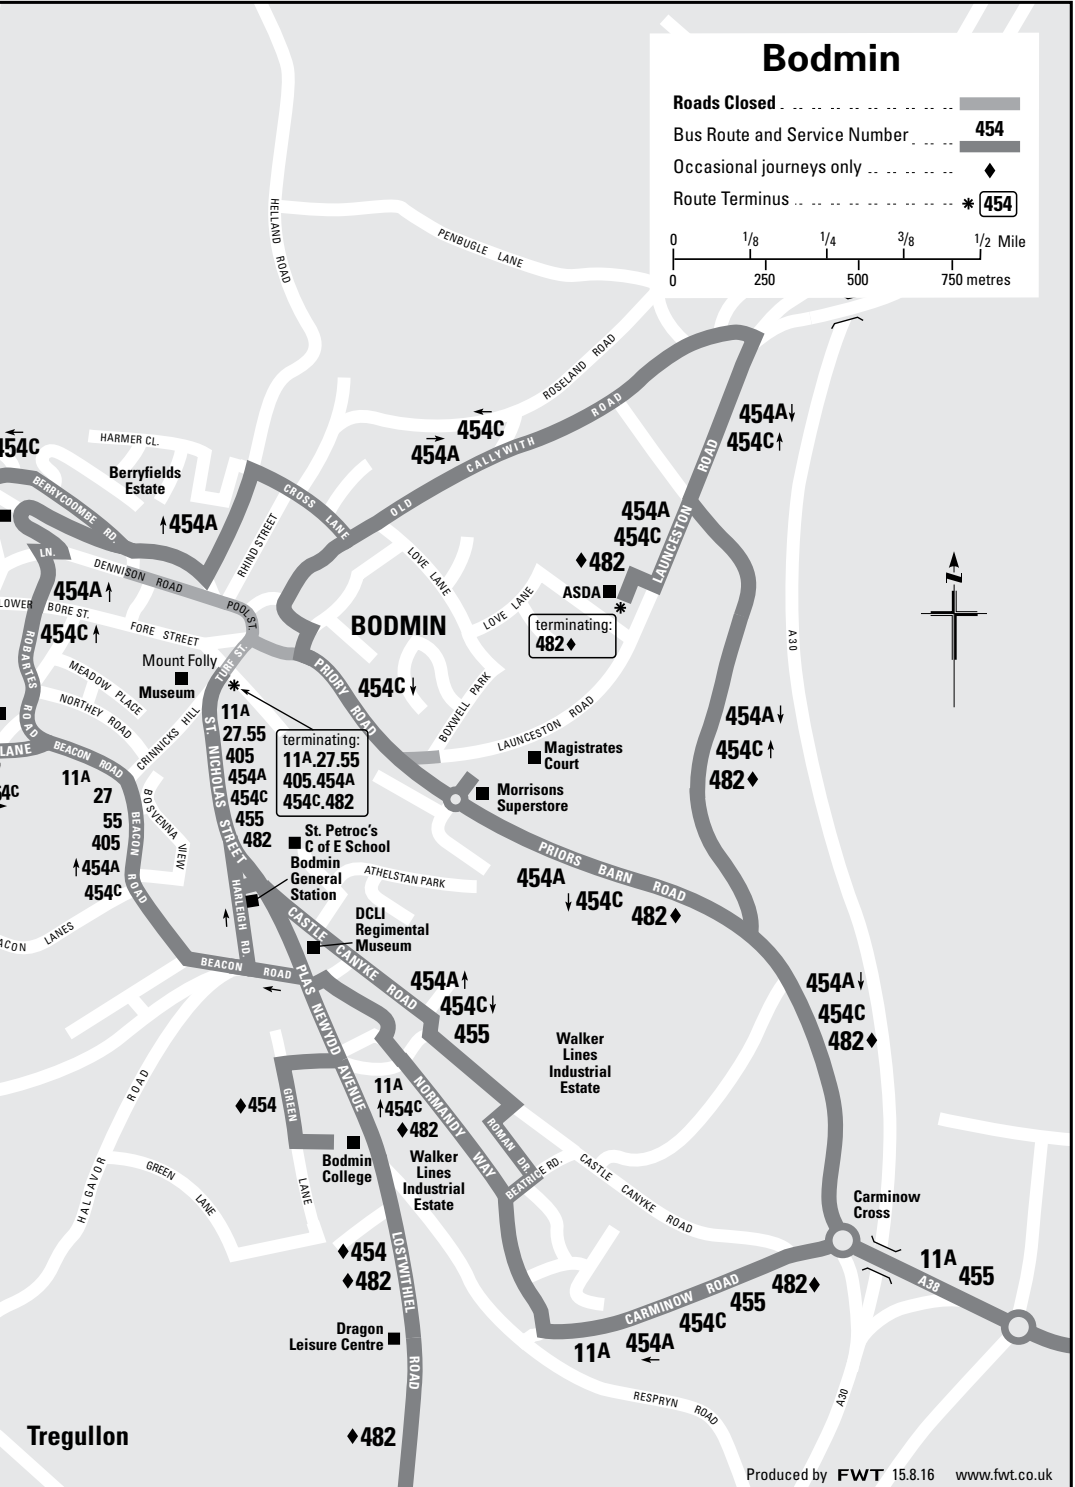 Bodmin
Roads Closed
Bus Route and Service Number
454
Occasional journeys only ♦
Route Terminus * 454
0 1/8 1/4 3/8 1/2 Mile
0 250 500 750 metres
HELLAND ROAD
PENBUGLE LANE
ROSELAND ROAD
454C
454A
OLD CALLYWITH ROAD
454A↓
454C↑
LAUNCESTON ROAD
HARMER CL.
454C
Berryfields
Estate
BERRYCOOMBE RD.
↑454A
CROSS LANE
RHIND STREET
LOVE LANE
454A
454C
♦482
ASDA
terminating:
482♦
LOVE LANE
A30
N
LN.
DENNISON ROAD
POOL ST.
454A↑
LOWER BORE ST.
454C↑
FORE STREET
BODMIN
Mount Folly
TURF ST.
Museum
ROBARTES ROAD
MEADOW PLACE
NORTHEY ROAD
CRINNICKS HILL
PRIORY ROAD
454C↓
BOXWELL PARK
LAUNCESTON ROAD
454A↓
454C↑
482♦
Magistrates
Court
Morrisons
Superstore
LANE
BEACON ROAD
11A
27
55
405
↑454A
454C
4C
BEACON ROAD
BOSVENNA VIEW
ST. NICHOLAS STREET
11A
27.55
405
454A
454C
455
482
terminating:
11A.27.55
405.454A
454C.482
St. Petroc's
C of E School
Bodmin
General
Station
HARLEIGH RD.
ATHELSTAN PARK
PRIORS BARN ROAD
454A
↓454C
482♦
DCLI
Regimental
Museum
CASTLE CANYKE ROAD
ACON LANES
BEACON ROAD
454A↑
454C↓
455
454A↓
454C
482♦
PLAS NEWYDD AVENUE
Walker
Lines
Industrial
Estate
♦454
GREEN LANE
11A
↑454C
♦482
NORMANDY WAY
ROMAN DR.
BEATRICE RD.
CASTLE CANYKE ROAD
Bodmin
College
Walker
Lines
Industrial
Estate
HALGAVOR ROAD
GREEN LANE
Carminow
Cross
11A 455
A38
♦454
♦482
LOSTWITHIEL ROAD
CARMINOW ROAD
11A 454A 454C 455 482♦
Dragon
Leisure Centre
RESPRYN ROAD
A30
Tregullon
♦482
Produced by FWT 15.8.16 www.fwt.co.uk